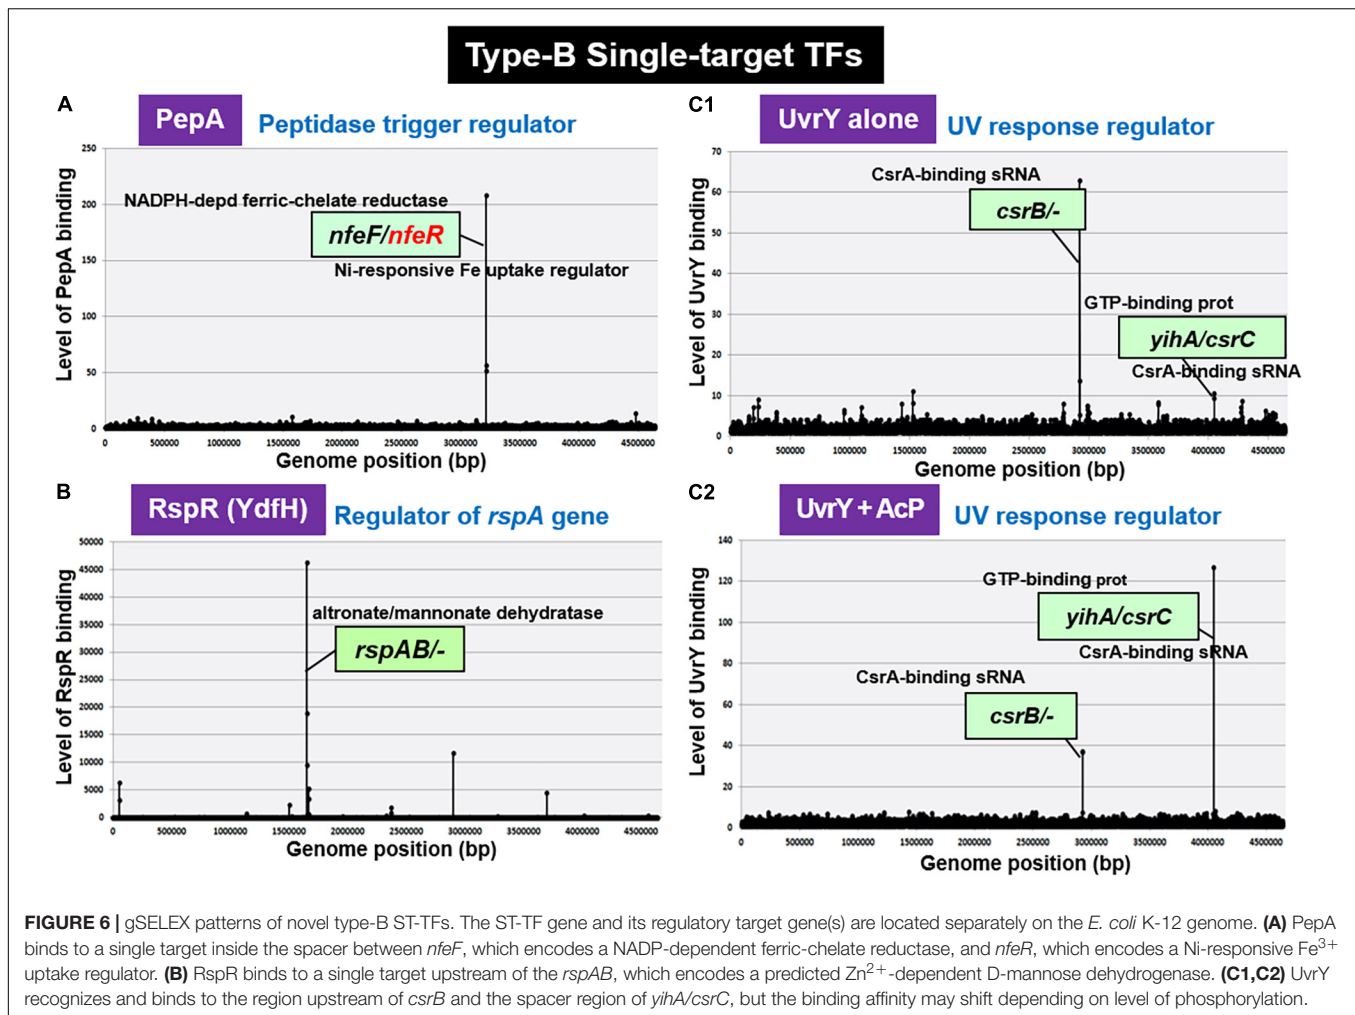 Type-B Single-target TFs
A
PepA
Peptidase trigger regulator
250
200
150
100
50
0
Level of PepA binding
NADPH-depd ferric-chelate reductase
nfeF/nfeR
Ni-responsive Fe uptake regulator
0 500000 1000000 1500000 2000000 2500000 3000000 3500000 4000000 4500000
Genome position (bp)
C1
UvrY alone
UV response regulator
70
60
50
40
30
20
10
0
Level of UvrY binding
CsrA-binding sRNA
csrB/-
GTP-binding prot
yihA/csrC
CsrA-binding sRNA
0 500000 1000000 1500000 2000000 2500000 3000000 3500000 4000000 4500000
Genome position (bp)
B
RspR (YdfH)
Regulator of rspA gene
50000
45000
40000
35000
30000
25000
20000
15000
10000
5000
0
Level of RspR binding
altronate/mannonate dehydratase
rspAB/-
0 500000 1000000 1500000 2000000 2500000 3000000 3500000 4000000 4500000
Genome position (bp)
C2
UvrY + AcP
UV response regulator
140
120
100
80
60
40
20
0
Level of UvrY binding
GTP-binding prot
yihA/csrC
CsrA-binding sRNA
CsrA-binding sRNA
csrB/-
0 500000 1000000 1500000 2000000 2500000 3000000 3500000 4000000 4500000
Genome position (bp)
FIGURE 6 | gSELEX patterns of novel type-B ST-TFs. The ST-TF gene and its regulatory target gene(s) are located separately on the E. coli K-12 genome. (A) PepA
binds to a single target inside the spacer between nfeF, which encodes a NADP-dependent ferric-chelate reductase, and nfeR, which encodes a Ni-responsive Fe³⁺
uptake regulator. (B) RspR binds to a single target upstream of the rspAB, which encodes a predicted Zn²⁺-dependent D-mannose dehydrogenase. (C1,C2) UvrY
recognizes and binds to the region upstream of csrB and the spacer region of yihA/csrC, but the binding affinity may shift depending on level of phosphorylation.